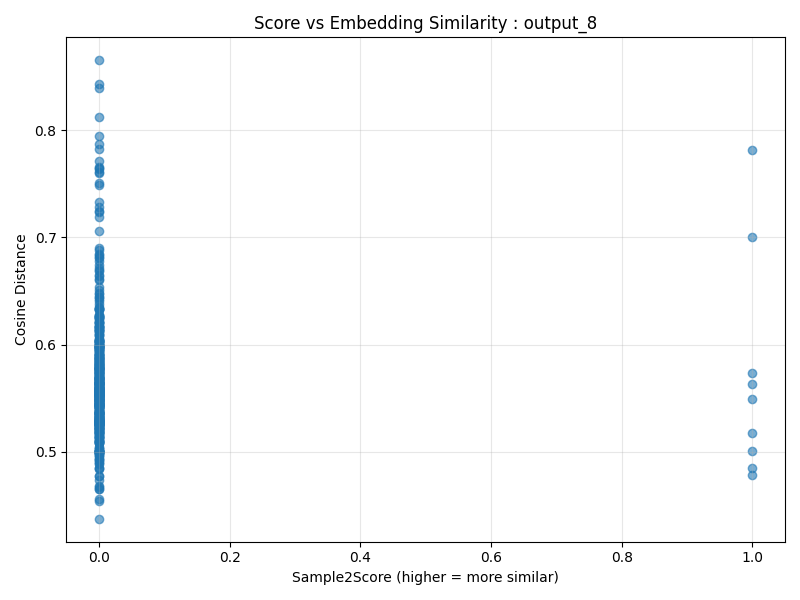 Score vs Embedding Similarity : output_8
Cosine Distance
0.8
0.7
0.6
0.5
0.0 0.2 0.4 0.6 0.8 1.0
Sample2Score (higher = more similar)